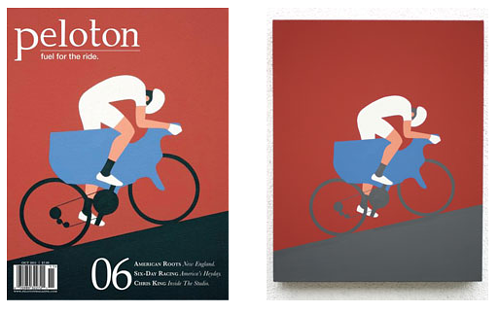 peloton
fuel for the ride.
06
AMERICAN ROOTS New England.
SIX-DAY RACING America's Heyday.
CHRIS KING Inside The Studio.